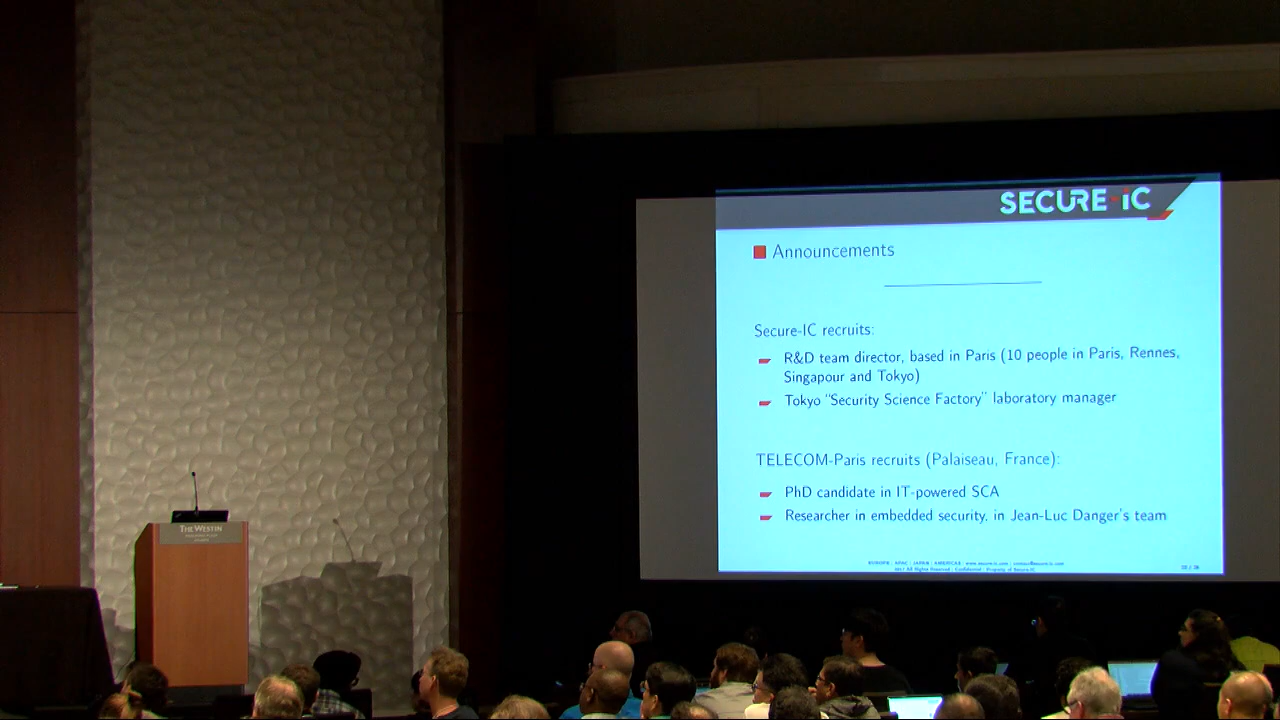 SECURE-IC
Announcements
Secure-IC recruits:
R&D team director, based in Paris (10 people in Paris, Rennes,
Singapour and Tokyo)
Tokyo "Security Science Factory" laboratory manager
TELECOM-Paris recruits (Palaiseau, France):
PhD candidate in IT-powered SCA
Researcher in embedded security, in Jean-Luc Danger's team
THE WESTIN